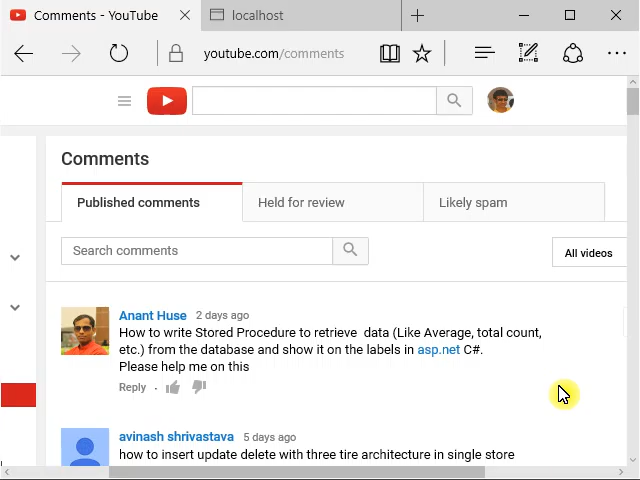 Comments - YouTube
localhost
youtube.com/comments
Comments
Published comments
Held for review
Likely spam
Search comments
All videos
Anant Huse 2 days ago
How to write Stored Procedure to retrieve data (Like Average, total count,
etc.) from the database and show it on the labels in asp.net C#.
Please help me on this
Reply
avinash shrivastava 5 days ago
how to insert update delete with three tire architecture in single store